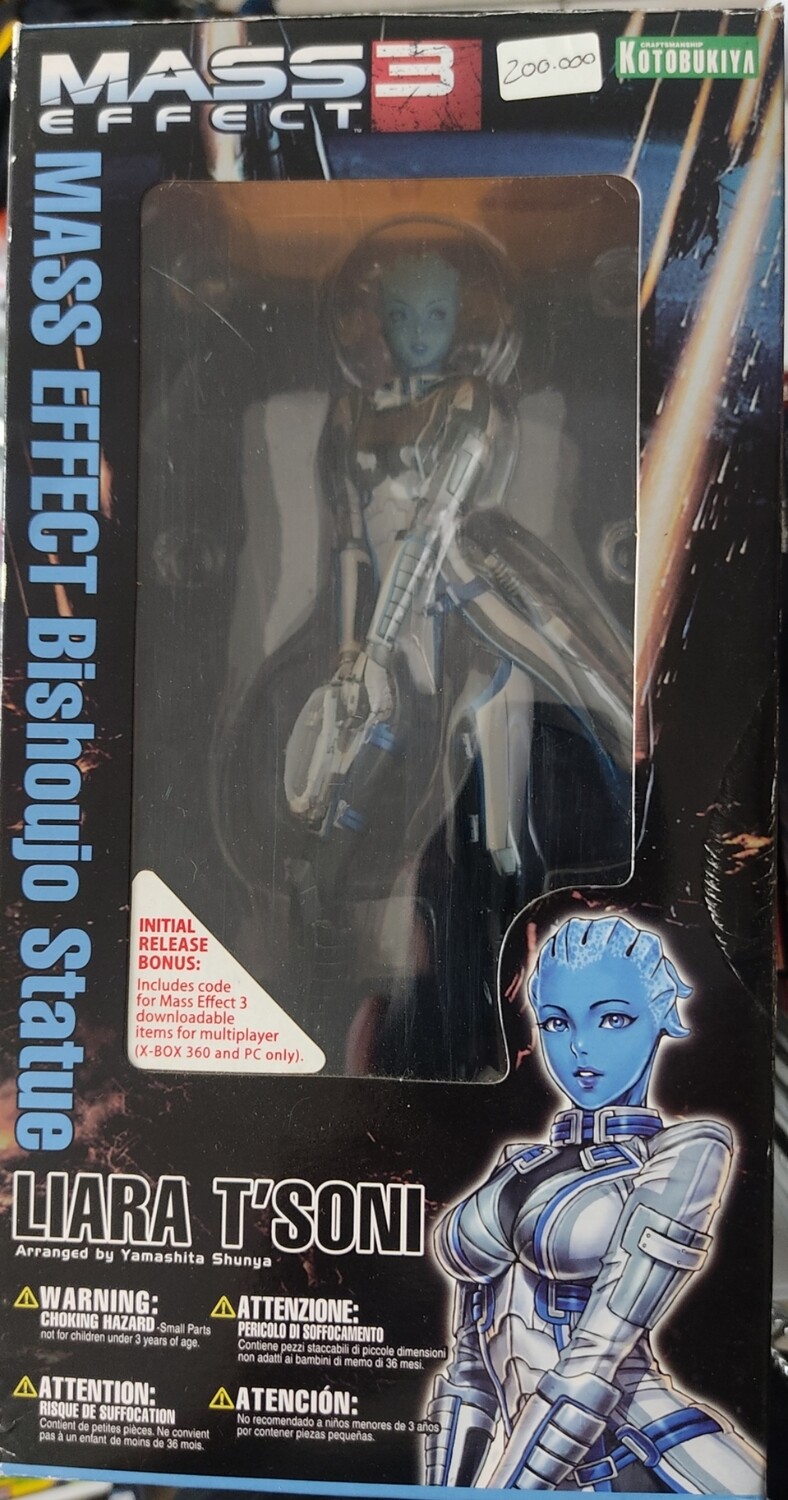 MASS 3
EFFECT™
200.000
CRAFTSMANSHIP
KOTOBUKIYA
MASS EFFECT Bishoujo Statue
INITIAL
RELEASE
BONUS:
Includes code
for Mass Effect 3
downloadable
items for multiplayer
(X-BOX 360 and PC only).
LIARA T'SONI
Arranged by Yamashita Shunya
WARNING:
CHOKING HAZARD -Small Parts
not for children under 3 years of age.
ATTENZIONE:
PERICOLO DI SOFFOCAMENTO
Contiene pezzi staccabili di piccole dimensioni
non adatti ai bambini di memo di 36 mesi.
ATTENTION:
RISQUE DE SUFFOCATION
Contient de petites pièces. Ne convient
pas à un enfant de moins de 36 mois.
ATENCIÓN:
No recomendado a niños menores de 3 años
por contener piezas pequeñas.